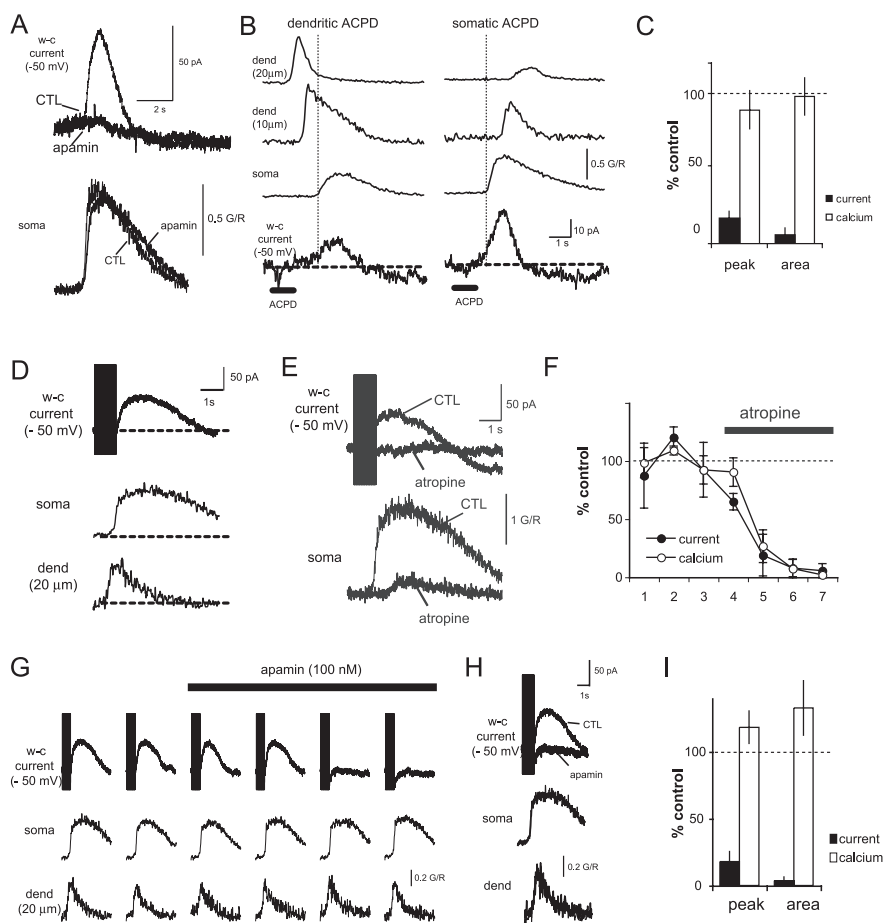 A
w-c
current
(-50 mV)
CTL
apamin
50 pA
2 s
soma
apamin
CTL
0.5 G/R
B
dendritic ACPD
somatic ACPD
dend
(20μm)
dend
(10μm)
soma
0.5 G/R
w-c
current
(-50 mV)
10 pA
1 s
ACPD
ACPD
C
% control
100
50
0
current
calcium
peak
area
D
w-c
current
(- 50 mV)
50 pA
1s
soma
dend
(20 μm)
E
w-c
current
(- 50 mV)
CTL
50 pA
1 s
atropine
CTL
1 G/R
soma
atropine
F
atropine
% control
100
50
0
current
calcium
1 2 3 4 5 6 7
G
apamin (100 nM)
w-c
current
(- 50 mV)
soma
dend
(20 μm)
0.2 G/R
H
50 pA
1s
w-c
current
(- 50 mV)
CTL
apamin
soma
dend
0.2 G/R
I
% control
100
50
0
current
calcium
peak
area